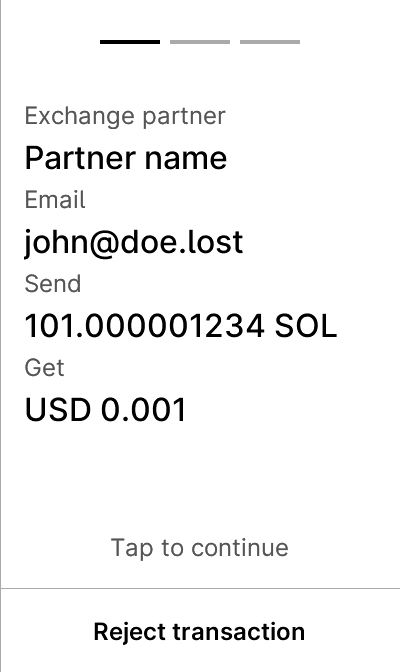 Exchange partner
Partner name
Email
john@doe.lost
Send
101.000001234 SOL
Get
USD 0.001
Tap to continue
Reject transaction